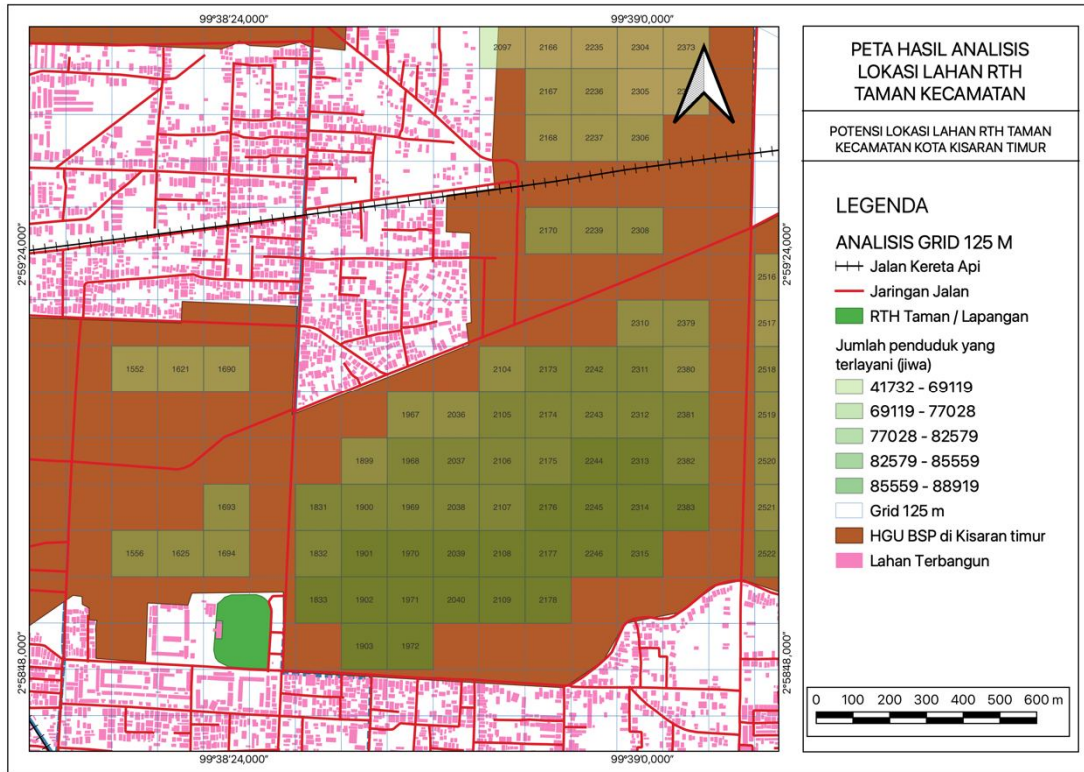 99°38'24,000" 99°39'0,000"
2°59'24,000" 2°59'24,000"
2°58'48,000" 2°58'48,000"
99°38'24,000" 99°39'0,000"
2097 2166 2235 2304 2373
2167 2236 2305
2168 2237 2306
2170 2239 2308
2516
2310 2379 2517
1552 1621 1690 2104 2173 2242 2311 2380 2518
1967 2036 2105 2174 2243 2312 2381 2519
1899 1968 2037 2106 2175 2244 2313 2382 2520
1693 1831 1900 1969 2038 2107 2176 2245 2314 2383 2521
1556 1625 1694 1832 1901 1970 2039 2108 2177 2246 2315 2522
1833 1902 1971 2040 2109 2178
1903 1972
PETA HASIL ANALISIS
LOKASI LAHAN RTH
TAMAN KECAMATAN
POTENSI LOKASI LAHAN RTH TAMAN
KECAMATAN KOTA KISARAN TIMUR
LEGENDA
ANALISIS GRID 125 M
Jalan Kereta Api
Jaringan Jalan
RTH Taman / Lapangan
Jumlah penduduk yang
terlayani (jiwa)
41732 - 69119
69119 - 77028
77028 - 82579
82579 - 85559
85559 - 88919
Grid 125 m
HGU BSP di Kisaran timur
Lahan Terbangun
0 100 200 300 400 500 600 m